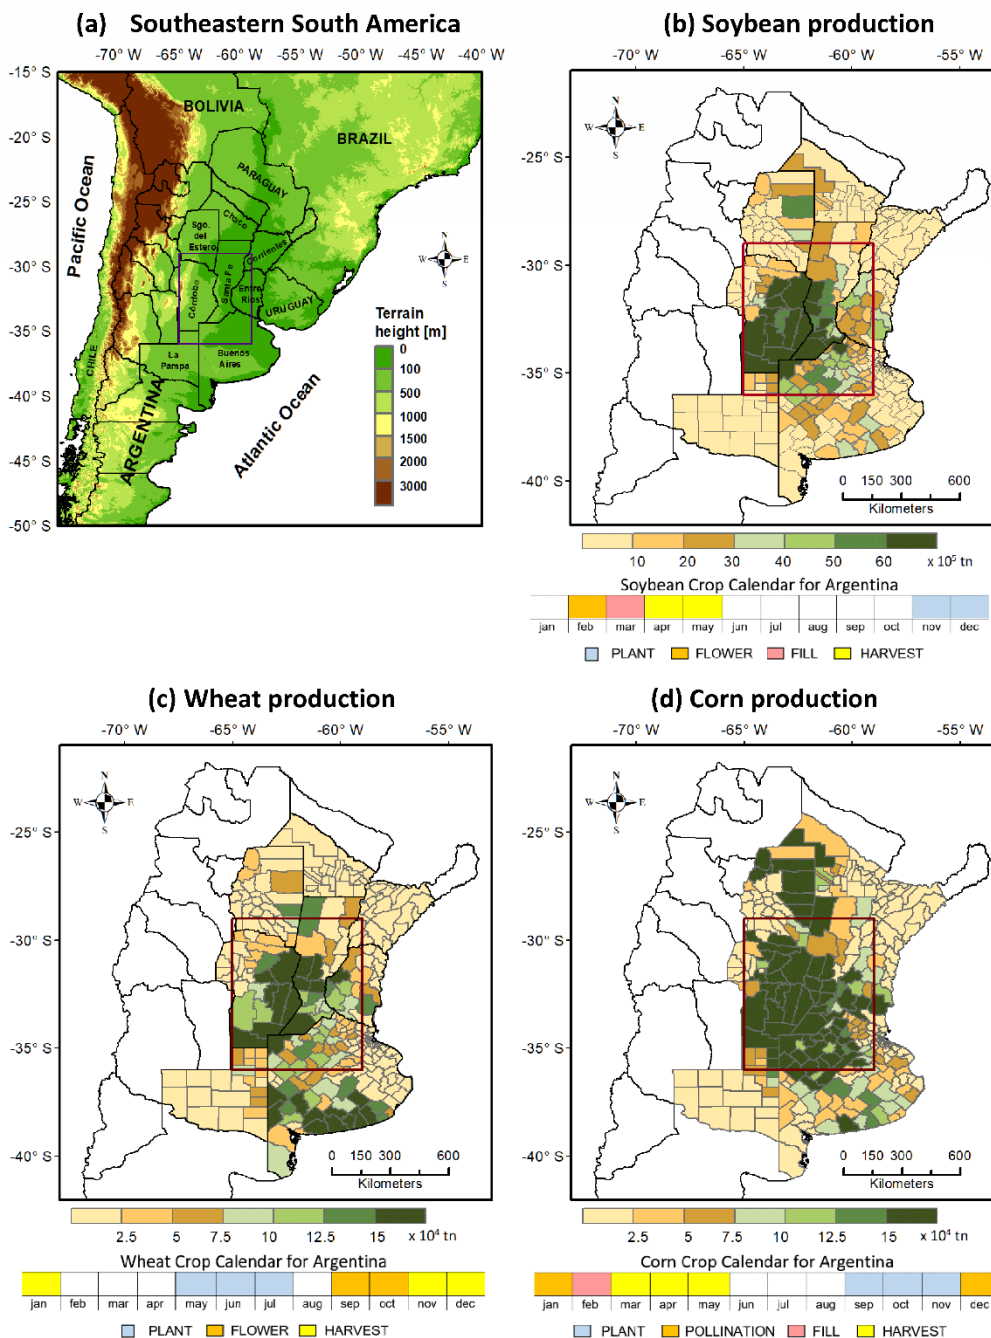 (a) Southeastern South America
-70° W -65° W -60° W -55° W -50° W -45° W -40° W
-15° S
-20° S
-25° S
-30° S
-35° S
-40° S
-45° S
-50° S
BOLIVIA
BRAZIL
PARAGUAY
Pacific Ocean
Chaco
Sgo.
del
Estero
Corrientes
N
W E
S
Córdoba
Santa Fe
Entre
Ríos
URUGUAY
CHILE
La
Pampa
Buenos
Aires
ARGENTINA
Atlantic Ocean
Terrain
height [m]
0
100
500
1000
1500
2000
3000
(b) Soybean production
-70° W -65° W -60° W -55° W
N
W E
S
-25° S
-30° S
-35° S
-40° S
0 150 300 600
Kilometers
10 20 30 40 50 60 x 10⁵ tn
Soybean Crop Calendar for Argentina
jan feb mar apr may jun jul aug sep oct nov dec
PLANT FLOWER FILL HARVEST
(c) Wheat production
-70° W -65° W -60° W -55° W
N
W E
S
-25° S
-30° S
-35° S
-40° S
0 150 300 600
Kilometers
2.5 5 7.5 10 12.5 15 x 10⁴ tn
Wheat Crop Calendar for Argentina
jan feb mar apr may jun jul aug sep oct nov dec
PLANT FLOWER HARVEST
(d) Corn production
-70° W -65° W -60° W -55° W
N
W E
S
-25° S
-30° S
-35° S
-40° S
0 150 300 600
Kilometers
2.5 5 7.5 10 12.5 15 x 10⁴ tn
Corn Crop Calendar for Argentina
jan feb mar apr may jun jul aug sep oct nov dec
PLANT POLLINATION FILL HARVEST